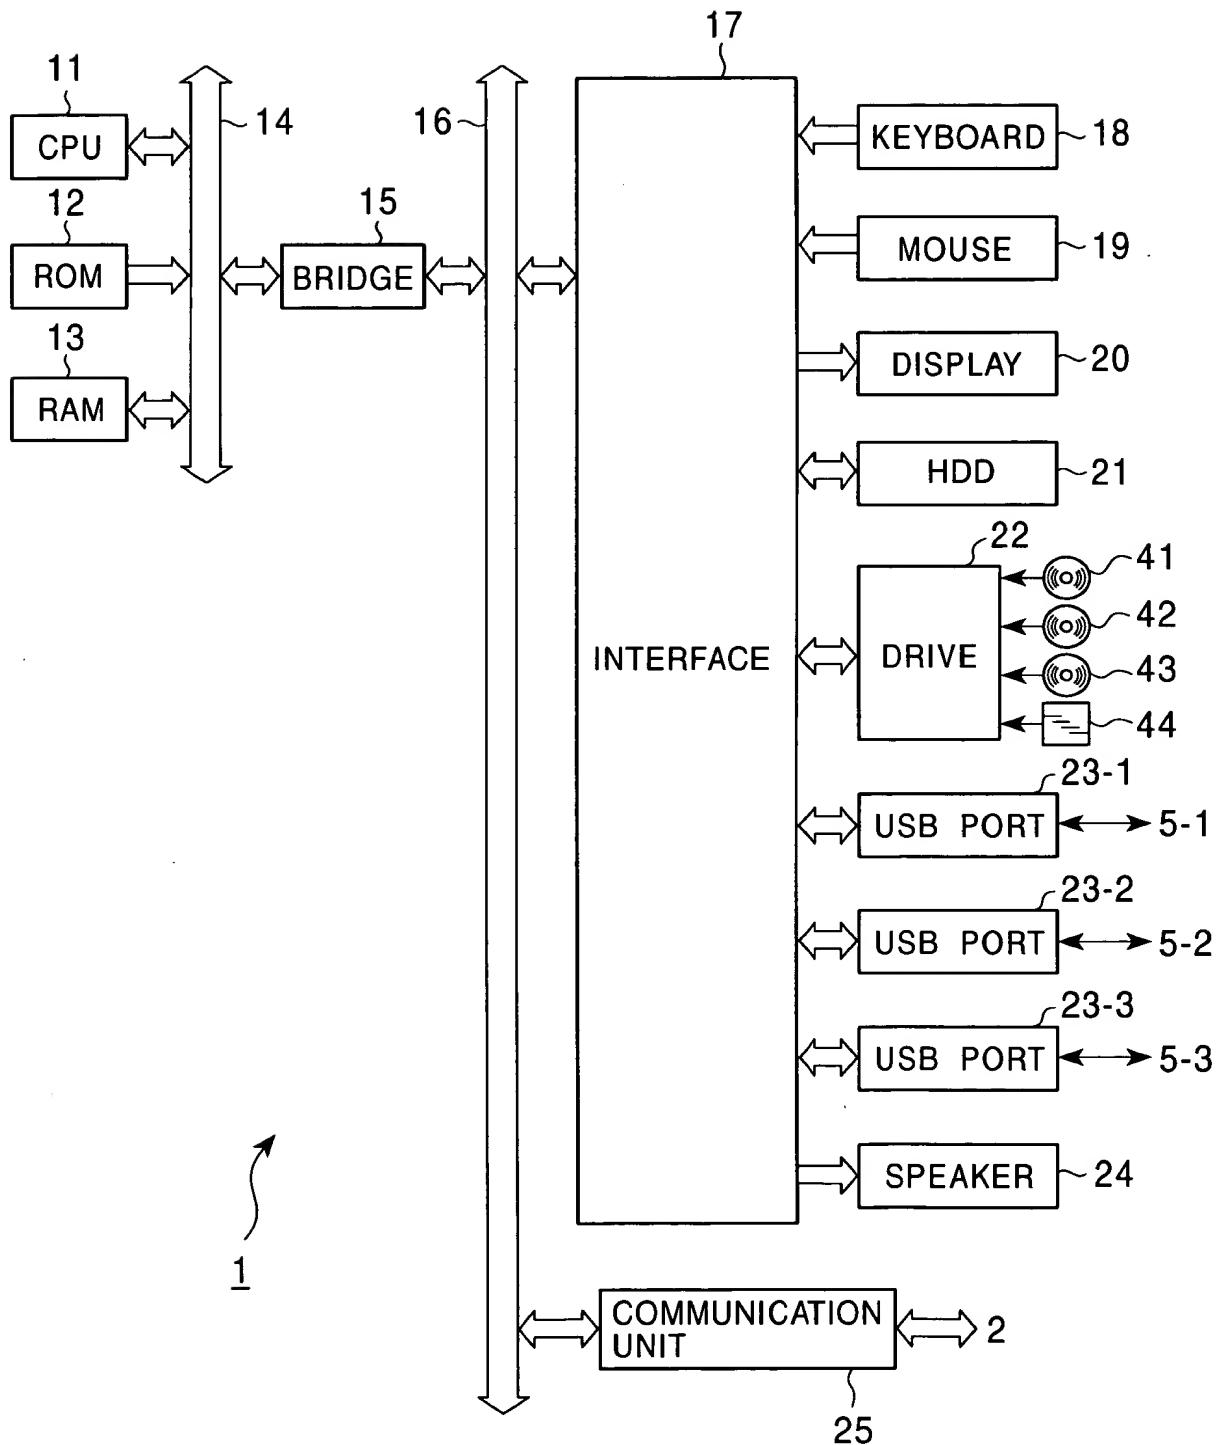 17
11
14
16
CPU
KEYBOARD
18
12
15
ROM
BRIDGE
MOUSE
19
13
RAM
DISPLAY
20
HDD
21
22
41
42
INTERFACE
DRIVE
43
44
23-1
USB PORT
5-1
23-2
USB PORT
5-2
23-3
USB PORT
5-3
SPEAKER
24
1
COMMUNICATION
UNIT
2
25